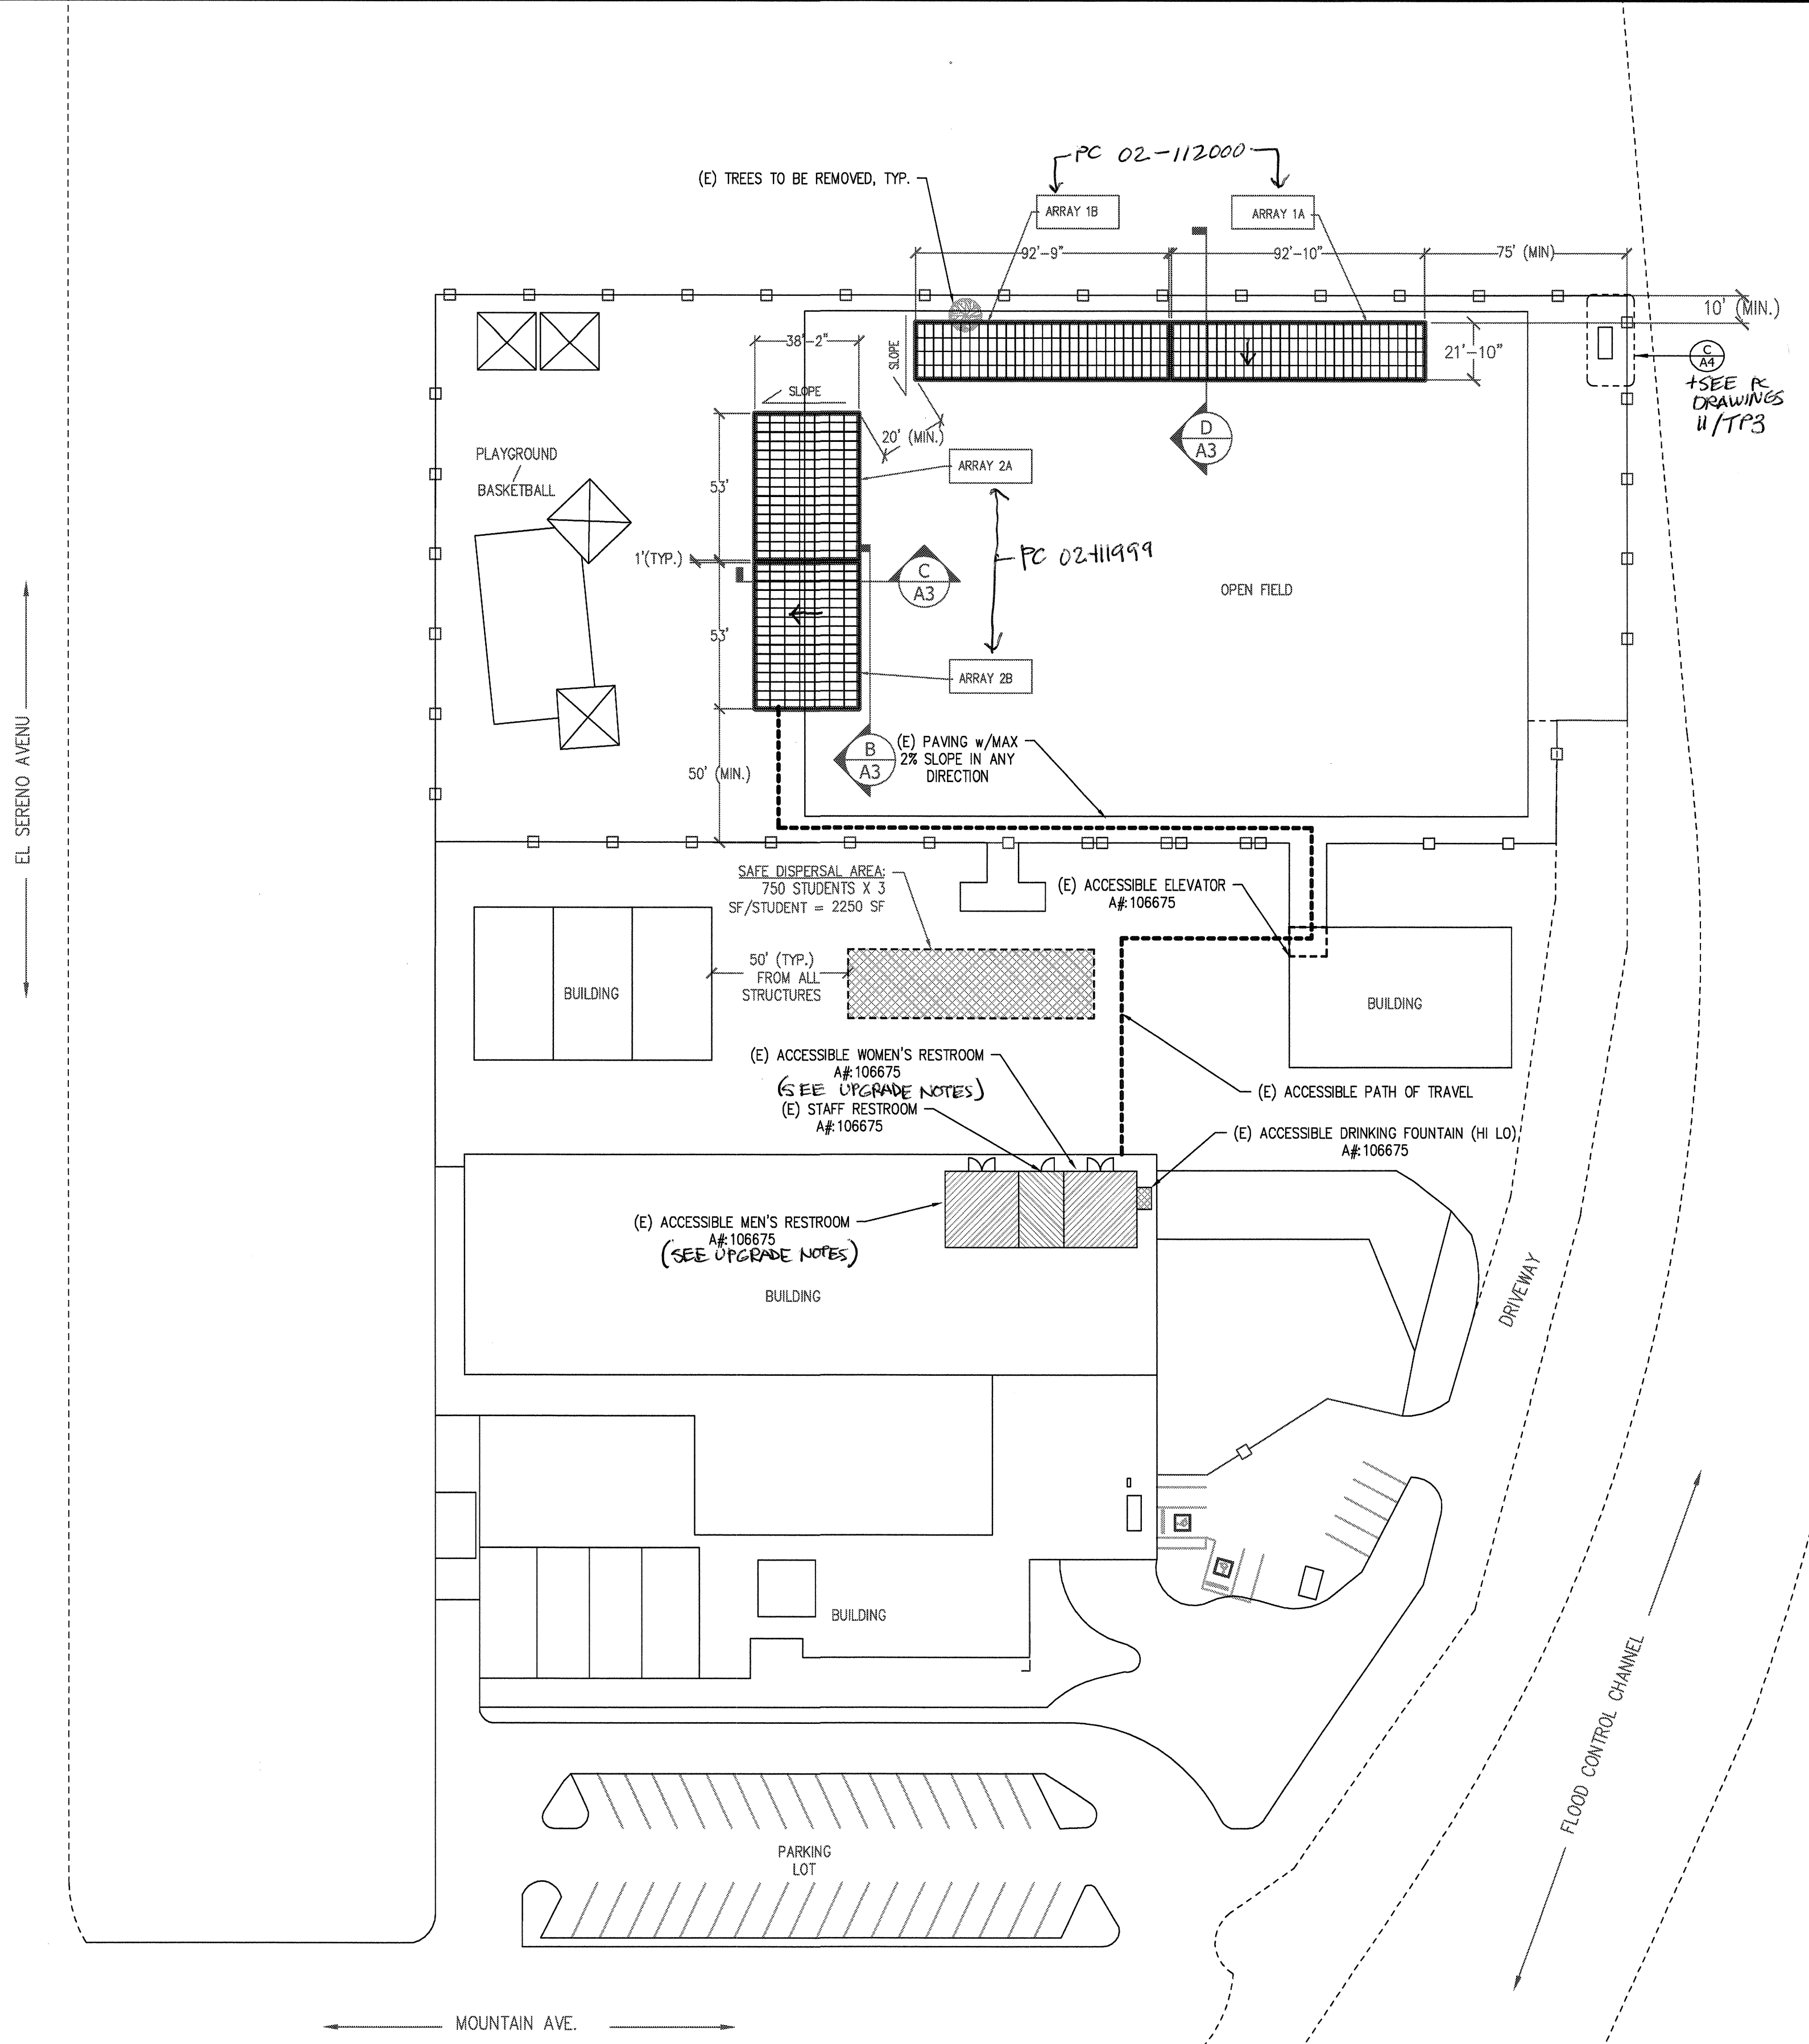 PC 02-112000
(E) TREES TO BE REMOVED, TYP.
ARRAY 1B
ARRAY 1A
92'-9"
92'-10"
75' (MIN)
10' (MIN.)
38'-2"
SLOPE
21'-10"
C
A4
+SEE PC
DRAWINGS
11/TP3
SLOPE
20' (MIN.)
D
A3
PLAYGROUND
/
BASKETBALL
53'
ARRAY 2A
1'(TYP.)
PC 02-111999
C
A3
OPEN FIELD
53'
ARRAY 2B
B
A3
(E) PAVING w/MAX
2% SLOPE IN ANY
DIRECTION
50' (MIN.)
EL SERENO AVENU
SAFE DISPERSAL AREA:
750 STUDENTS X 3
SF/STUDENT = 2250 SF
(E) ACCESSIBLE ELEVATOR
A#:106675
50' (TYP.)
FROM ALL
STRUCTURES
BUILDING
BUILDING
(E) ACCESSIBLE WOMEN'S RESTROOM
A#:106675
(SEE UPGRADE NOTES)
(E) STAFF RESTROOM
A#:106675
(E) ACCESSIBLE PATH OF TRAVEL
(E) ACCESSIBLE DRINKING FOUNTAIN (HI LO)
A#:106675
(E) ACCESSIBLE MEN'S RESTROOM
A#:106675
(SEE UPGRADE NOTES)
BUILDING
DRIVEWAY
BUILDING
FLOOD CONTROL CHANNEL
PARKING
LOT
MOUNTAIN AVE.